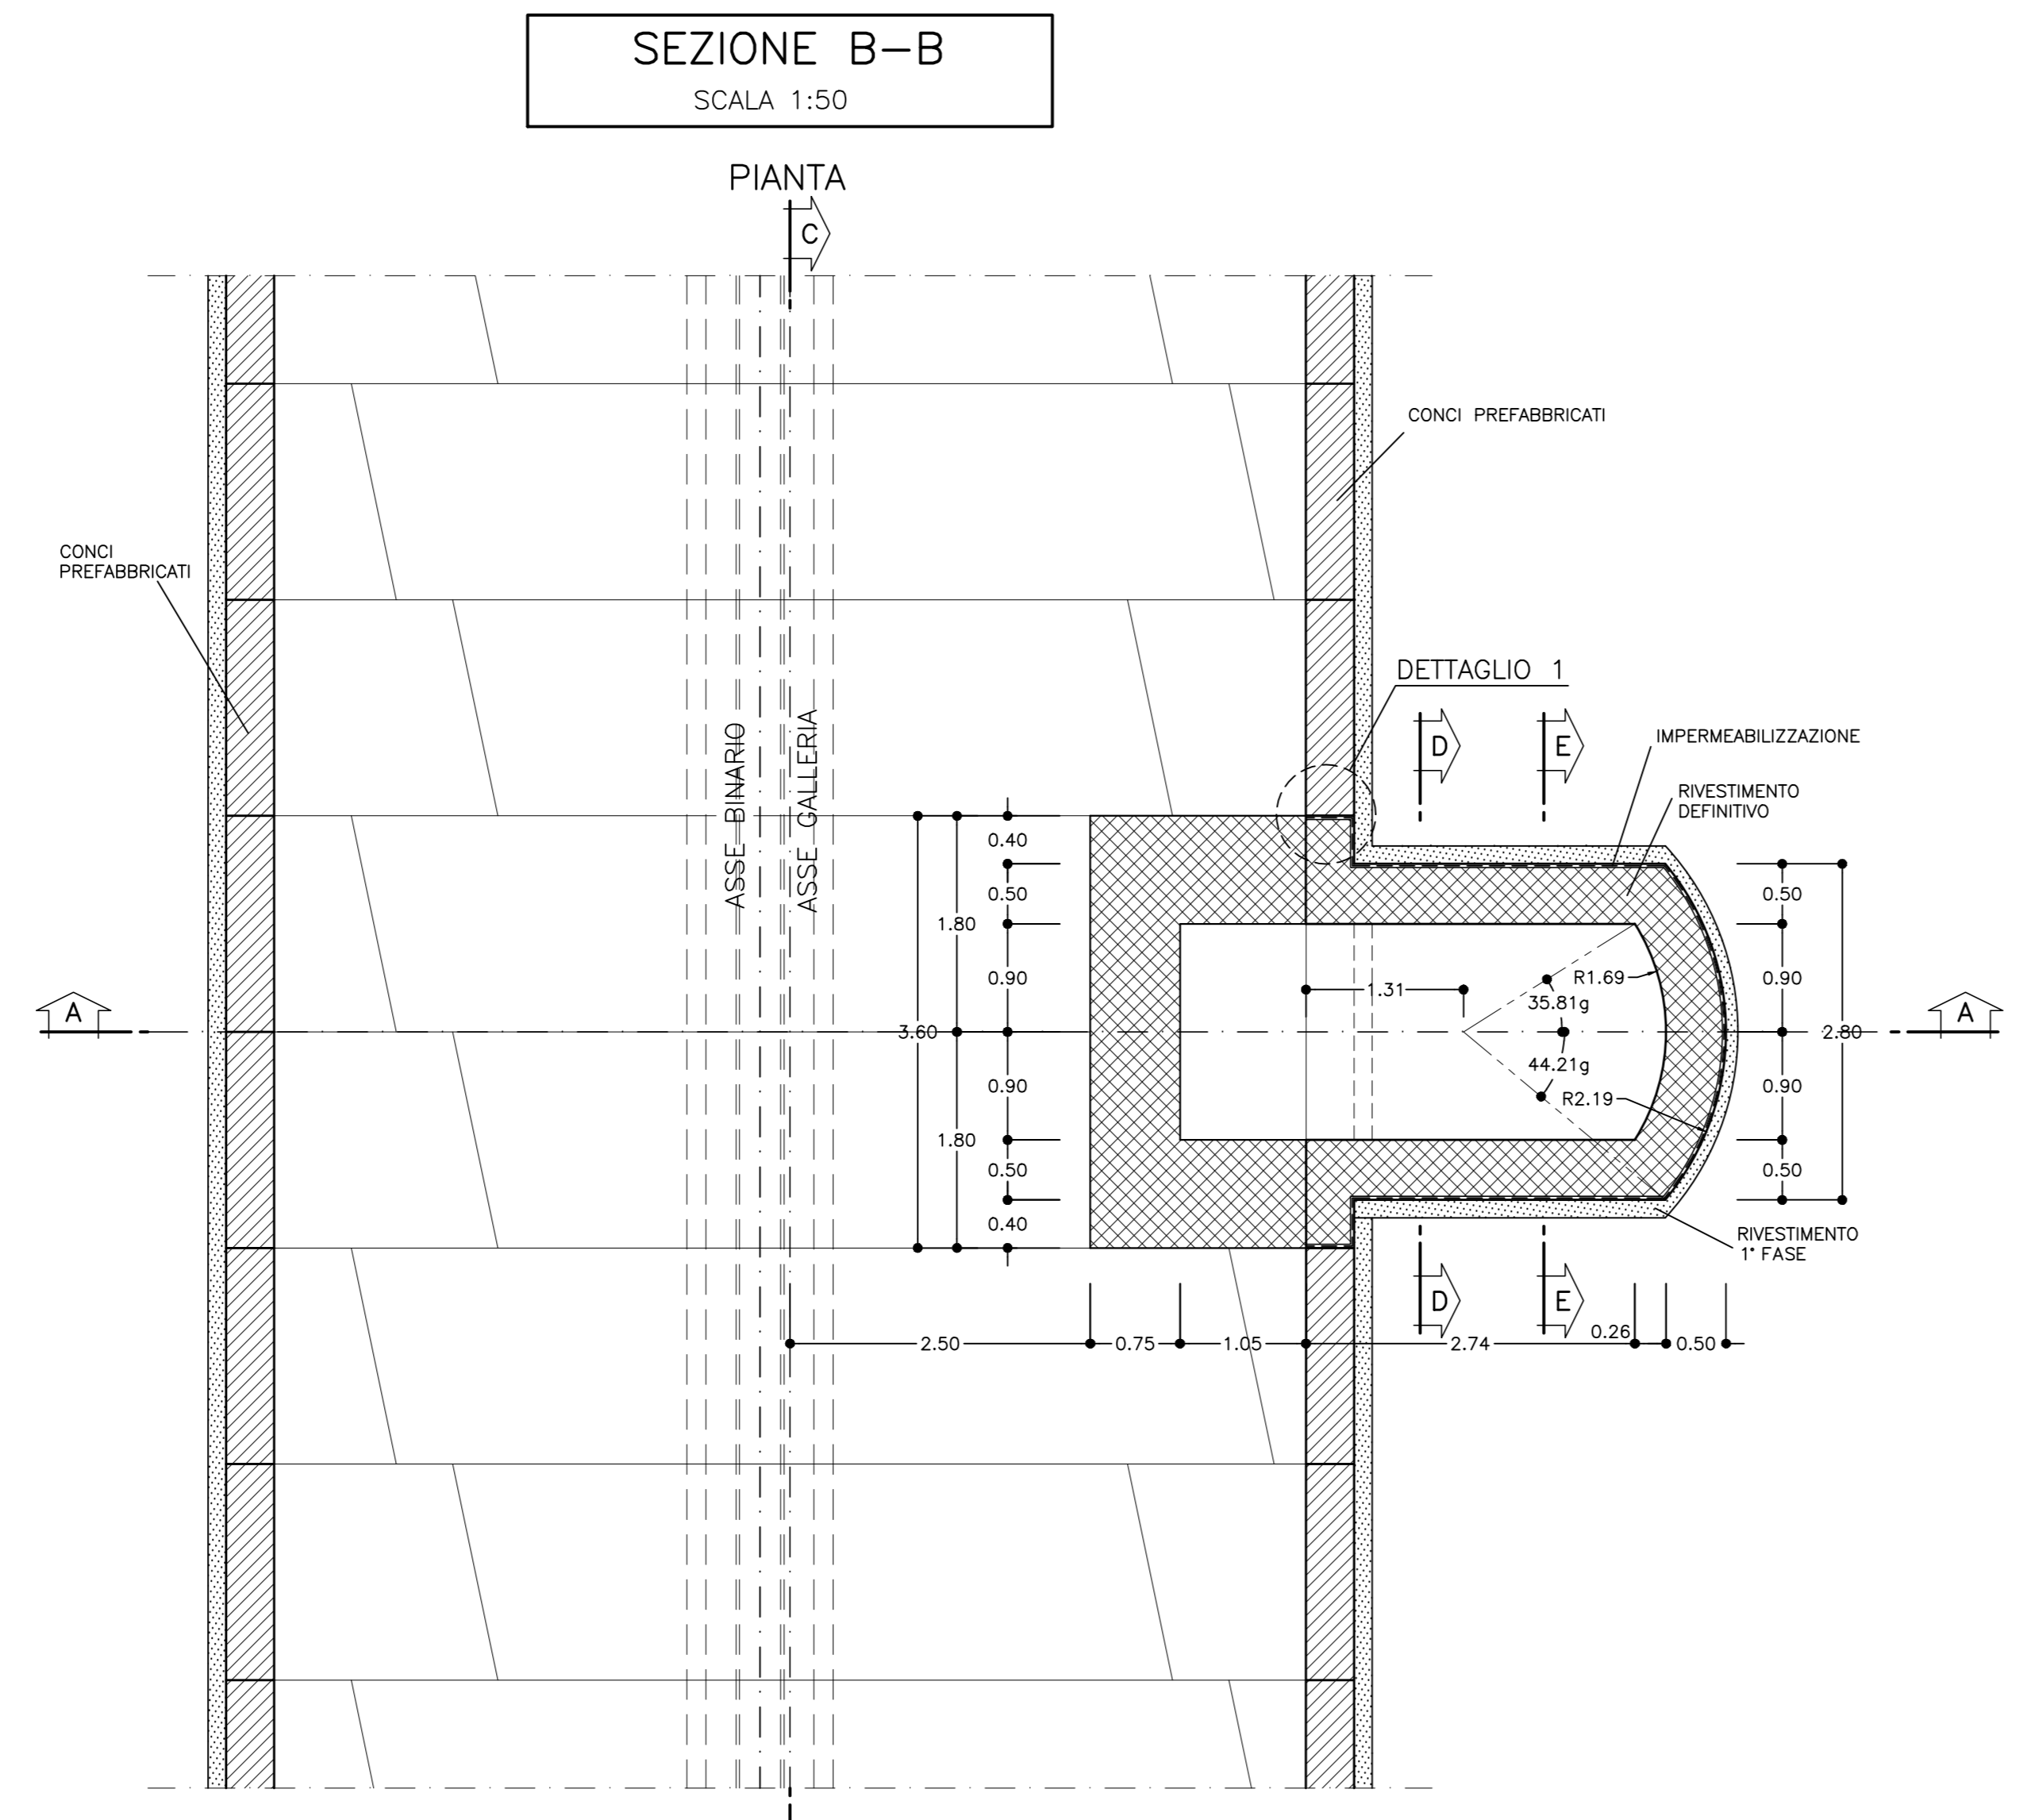 SEZIONE B-B
SCALA 1:50
PIANTA
C
CONCI PREFABBRICATI
CONCI
PREFABBRICATI
DETTAGLIO 1
D
E
IMPERMEABILIZZAZIONE
RIVESTIMENTO
DEFINITIVO
ASSE BINARIO
ASSE GALLERIA
0.40
0.50
1.80
0.90
3.60
0.90
1.80
0.50
0.40
1.31
R1.69
35.81g
44.21g
R2.19
0.50
0.90
2.80
0.90
0.50
A
A
RIVESTIMENTO
1° FASE
D
E
2.50
0.75
1.05
2.74
0.26
0.50